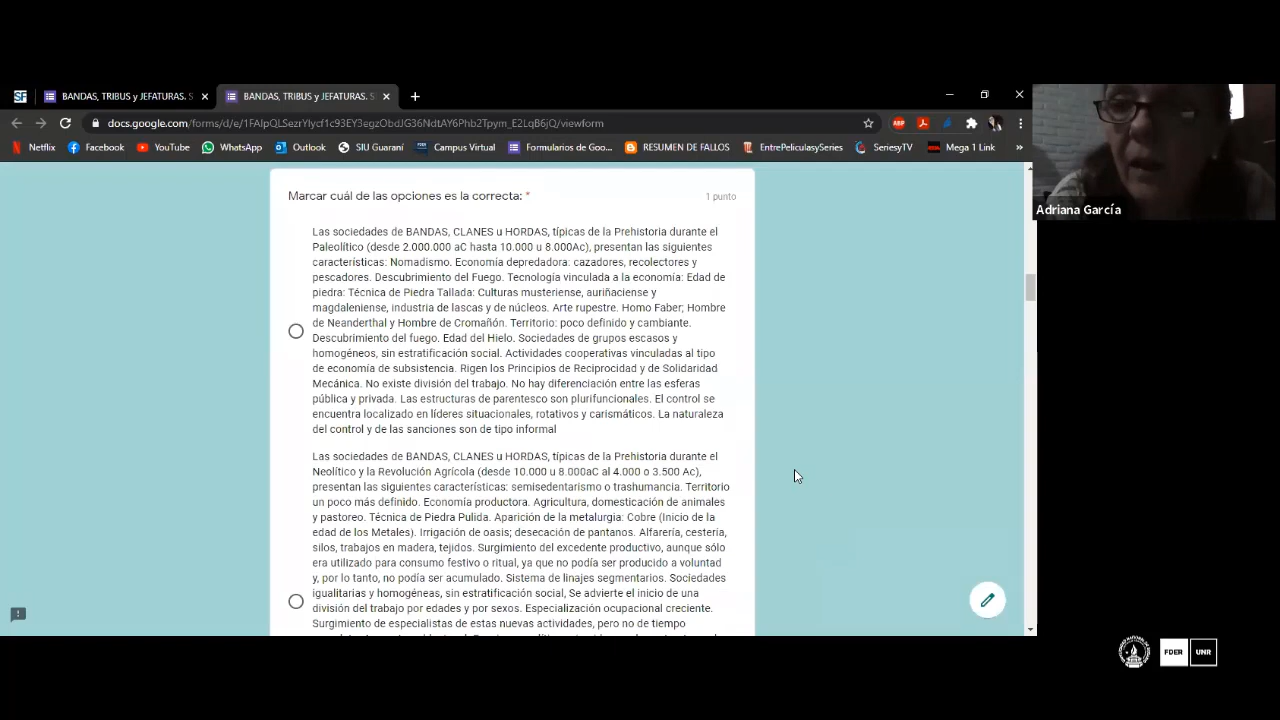 BANDAS, TRIBUS y JEFATURAS. S
BANDAS, TRIBUS y JEFATURAS. S
docs.google.com/forms/d/e/1FAIpQLSezrYIycf1c93EY3egzObdJG36NdtAY6Phb2Tpym_E2LqB6jQ/viewform
ABP
Netflix Facebook YouTube WhatsApp Outlook SIU Guaraní Campus Virtual Formularios de Goo... RESUMEN DE FALLOS EntrePeliculasySeries SeriesyTV Mega 1 Link
Adriana García
Marcar cuál de las opciones es la correcta: * 1 punto
Las sociedades de BANDAS, CLANES u HORDAS, típicas de la Prehistoria durante el
Paleolítico (desde 2.000.000 aC hasta 10.000 u 8.000Ac), presentan las siguientes
características: Nomadismo. Economía depredadora: cazadores, recolectores y
pescadores. Descubrimiento del Fuego. Tecnología vinculada a la economía: Edad de
piedra: Técnica de Piedra Tallada: Culturas musteriense, auriñaciense y
magdaleniense, industria de lascas y de núcleos. Arte rupestre. Homo Faber; Hombre
de Neanderthal y Hombre de Cromañón. Territorio: poco definido y cambiante.
Descubrimiento del fuego. Edad del Hielo. Sociedades de grupos escasos y
homogéneos, sin estratificación social. Actividades cooperativas vinculadas al tipo
de economía de subsistencia. Rigen los Principios de Reciprocidad y de Solidaridad
Mecánica. No existe división del trabajo. No hay diferenciación entre las esferas
pública y privada. Las estructuras de parentesco son plurifuncionales. El control se
encuentra localizado en líderes situacionales, rotativos y carismáticos. La naturaleza
del control y de las sanciones son de tipo informal
Las sociedades de BANDAS, CLANES u HORDAS, típicas de la Prehistoria durante el
Neolítico y la Revolución Agrícola (desde 10.000 u 8.000aC al 4.000 o 3.500 Ac),
presentan las siguientes características: semisedentarismo o trashumancia. Territorio
un poco más definido. Economía productora. Agricultura, domesticación de animales
y pastoreo. Técnica de Piedra Pulida. Aparición de la metalurgia: Cobre (Inicio de la
edad de los Metales). Irrigación de oasis; desecación de pantanos. Alfarería, cestería,
silos, trabajos en madera, tejidos. Surgimiento del excedente productivo, aunque sólo
era utilizado para consumo festivo o ritual, ya que no podía ser producido a voluntad
y, por lo tanto, no podía ser acumulado. Sistema de linajes segmentarios. Sociedades
igualitarias y homogéneas, sin estratificación social, Se advierte el inicio de una
división del trabajo por edades y por sexos. Especialización ocupacional creciente.
Surgimiento de especialistas de estas nuevas actividades, pero no de tiempo
FDER UNR